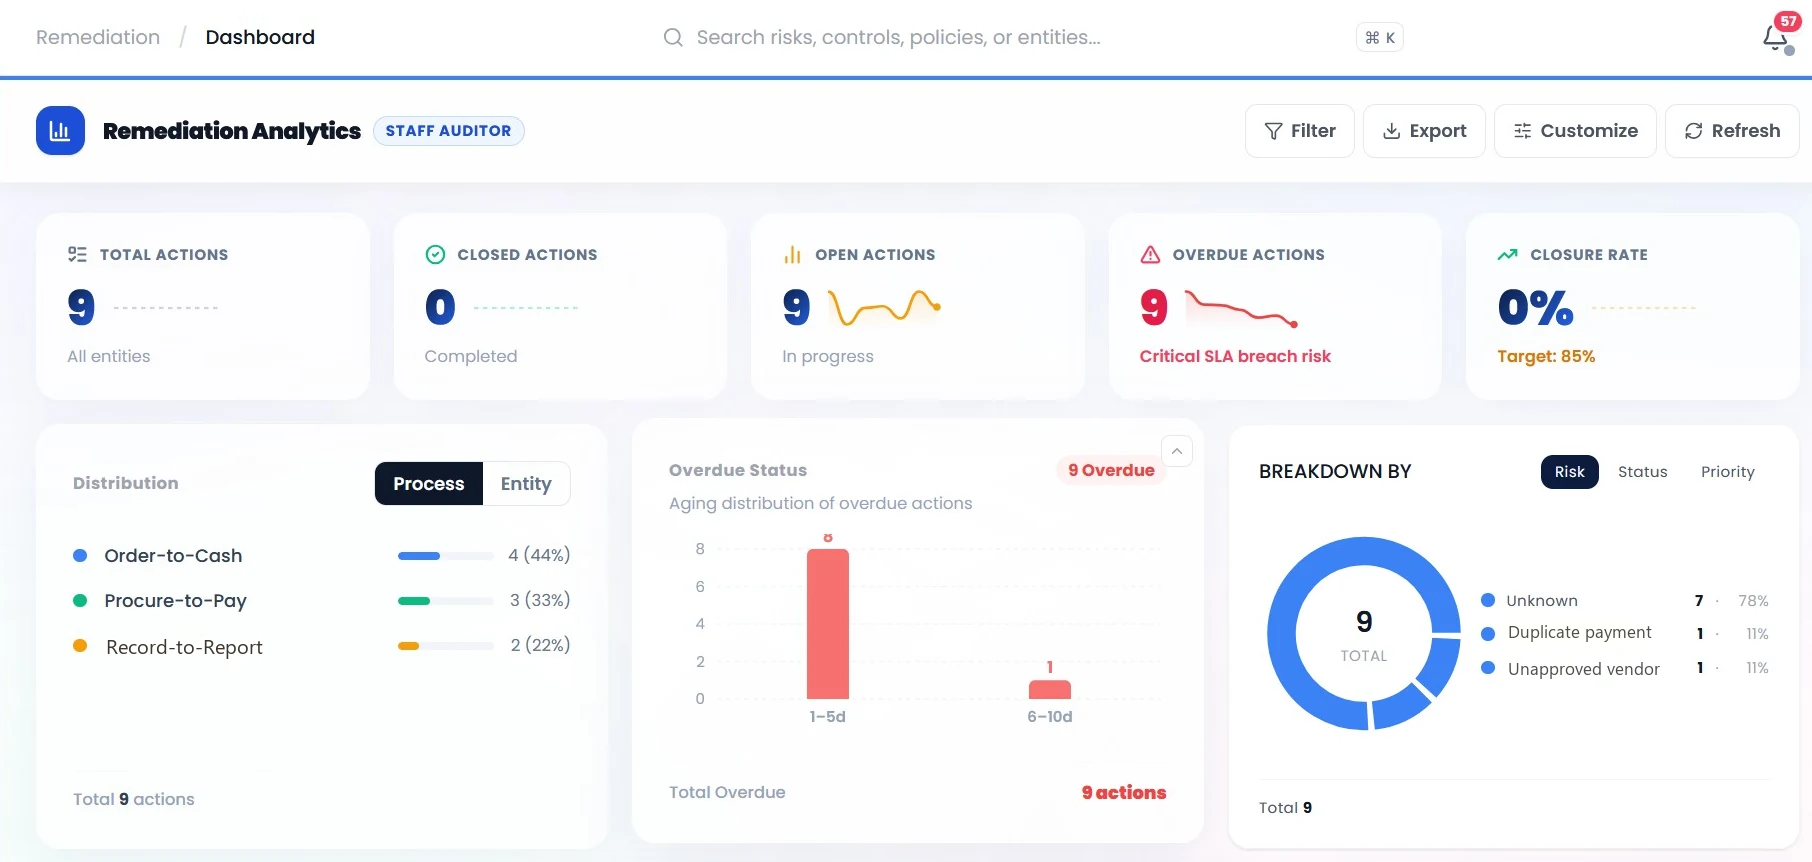 Remediation / Dashboard
Search risks, controls, policies, or entities...
⌘ K
57
Remediation Analytics
STAFF AUDITOR
Filter
Export
Customize
Refresh
TOTAL ACTIONS
9
All entities
CLOSED ACTIONS
0
Completed
OPEN ACTIONS
9
In progress
OVERDUE ACTIONS
9
Critical SLA breach risk
CLOSURE RATE
0%
Target: 85%
Distribution
Process
Entity
Order-to-Cash 4 (44%)
Procure-to-Pay 3 (33%)
Record-to-Report 2 (22%)
Total 9 actions
Overdue Status
9 Overdue
Aging distribution of overdue actions
8
8
6
4
2
1
0
1–5d
6–10d
Total Overdue
9 actions
BREAKDOWN BY
Risk
Status
Priority
9
TOTAL
Unknown 7 · 78%
Duplicate payment 1 · 11%
Unapproved vendor 1 · 11%
Total 9